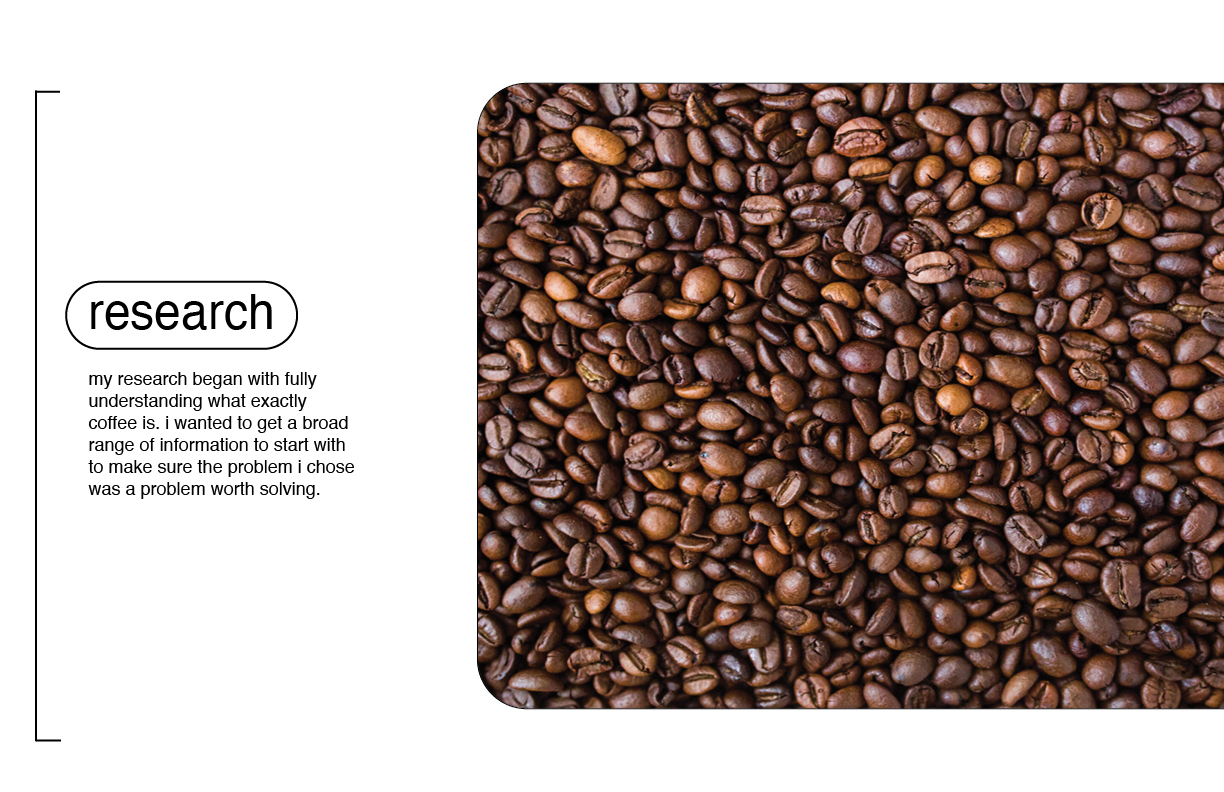 research
my research began with fully
understanding what exactly
coffee is. i wanted to get a broad
range of information to start with
to make sure the problem i chose
was a problem worth solving.